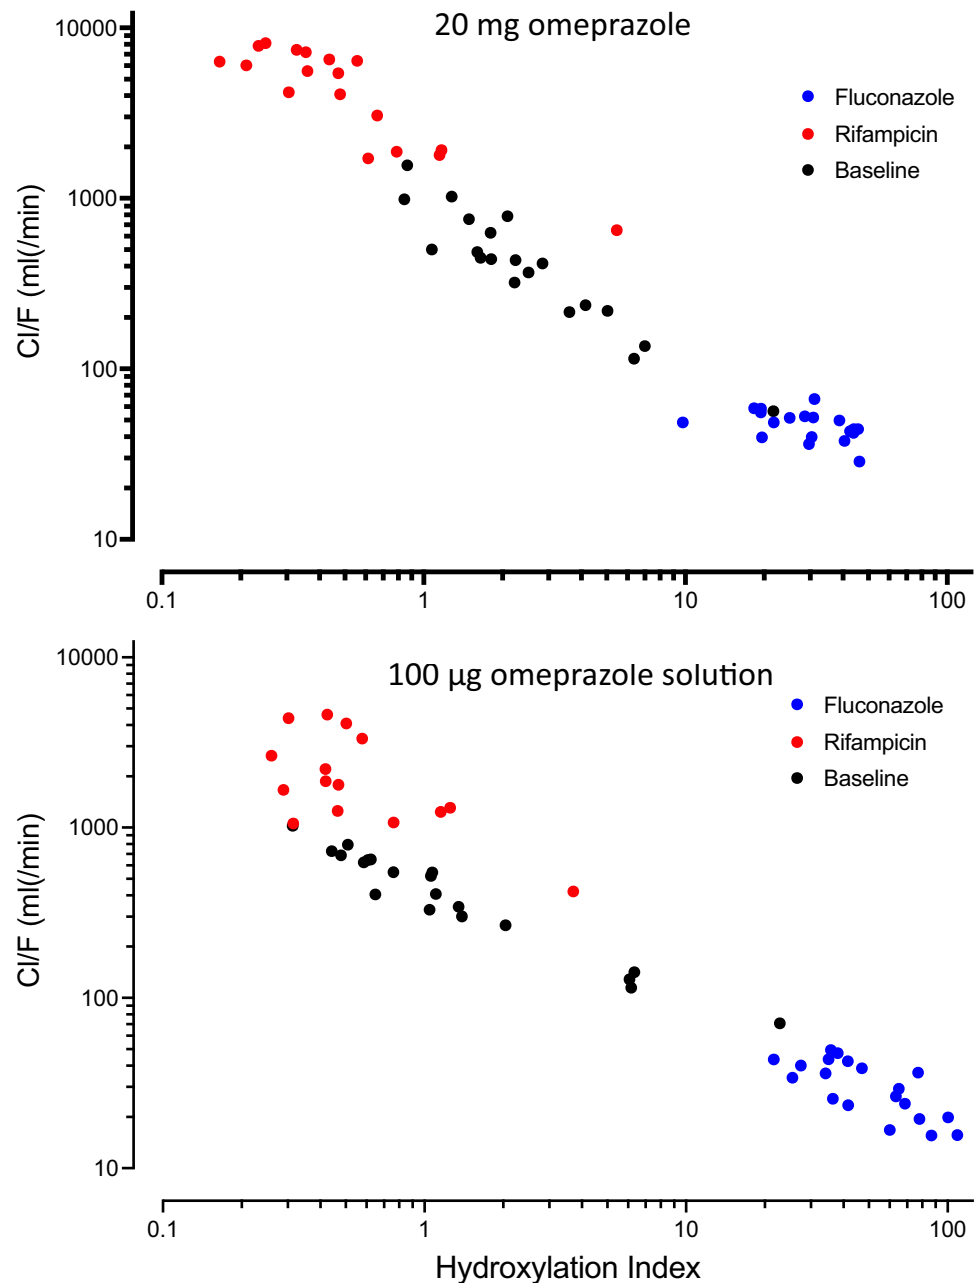 20 mg omeprazole
10000
1000
100
10
Cl/F (ml(/min)
Fluconazole
Rifampicin
Baseline
0.1 1 10 100
100 µg omeprazole solution
10000
1000
100
10
Cl/F (ml(/min)
Fluconazole
Rifampicin
Baseline
0.1 1 10 100
Hydroxylation Index